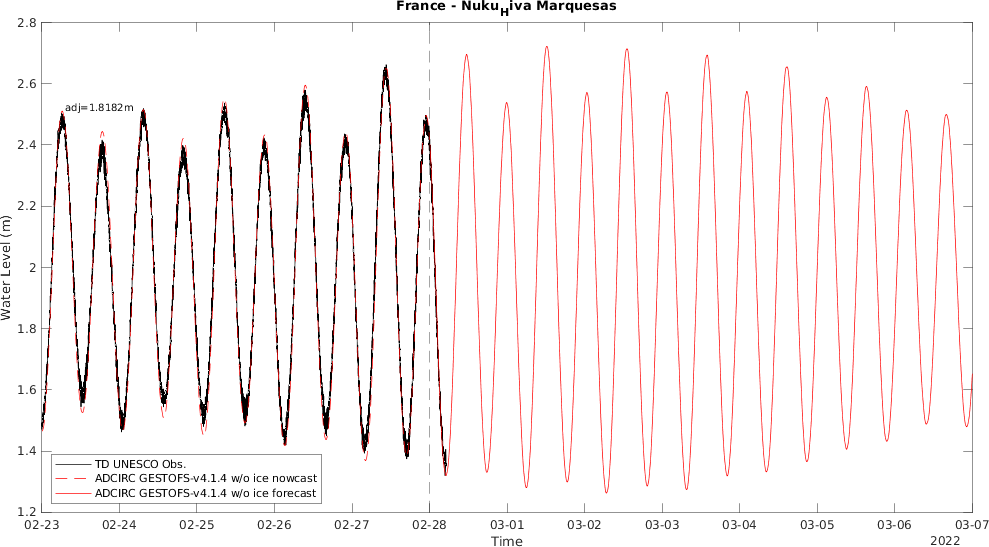 France - Nuku_Hiva Marquesas
2.8
2.6
2.4
2.2
2
1.8
1.6
1.4
1.2
Water Level (m)
adj=1.8182m
TD UNESCO Obs.
ADCIRC GESTOFS-v4.1.4 w/o ice nowcast
ADCIRC GESTOFS-v4.1.4 w/o ice forecast
02-23 02-24 02-25 02-26 02-27 02-28 03-01 03-02 03-03 03-04 03-05 03-06 03-07
Time
2022